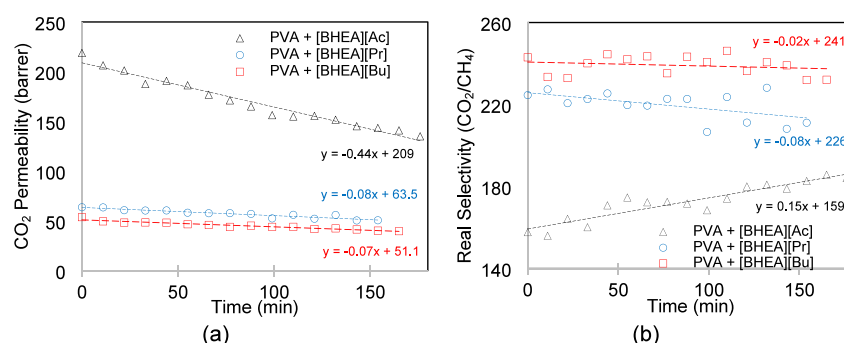 (a)
CO₂ Permeability (barrer)
250
200
150
100
50
0
PVA + [BHEA][Ac]
PVA + [BHEA][Pr]
PVA + [BHEA][Bu]
y = -0.44x + 209
y = -0.08x + 63.5
y = -0.07x + 51.1
0
50
100
150
Time (min)
(a)
(b)
Real Selectivity (CO₂/CH₄)
260
220
180
140
y = -0.02x + 241
y = -0.08x + 226
y = 0.15x + 159
PVA + [BHEA][Ac]
PVA + [BHEA][Pr]
PVA + [BHEA][Bu]
0
50
100
150
Time (min)
(b)